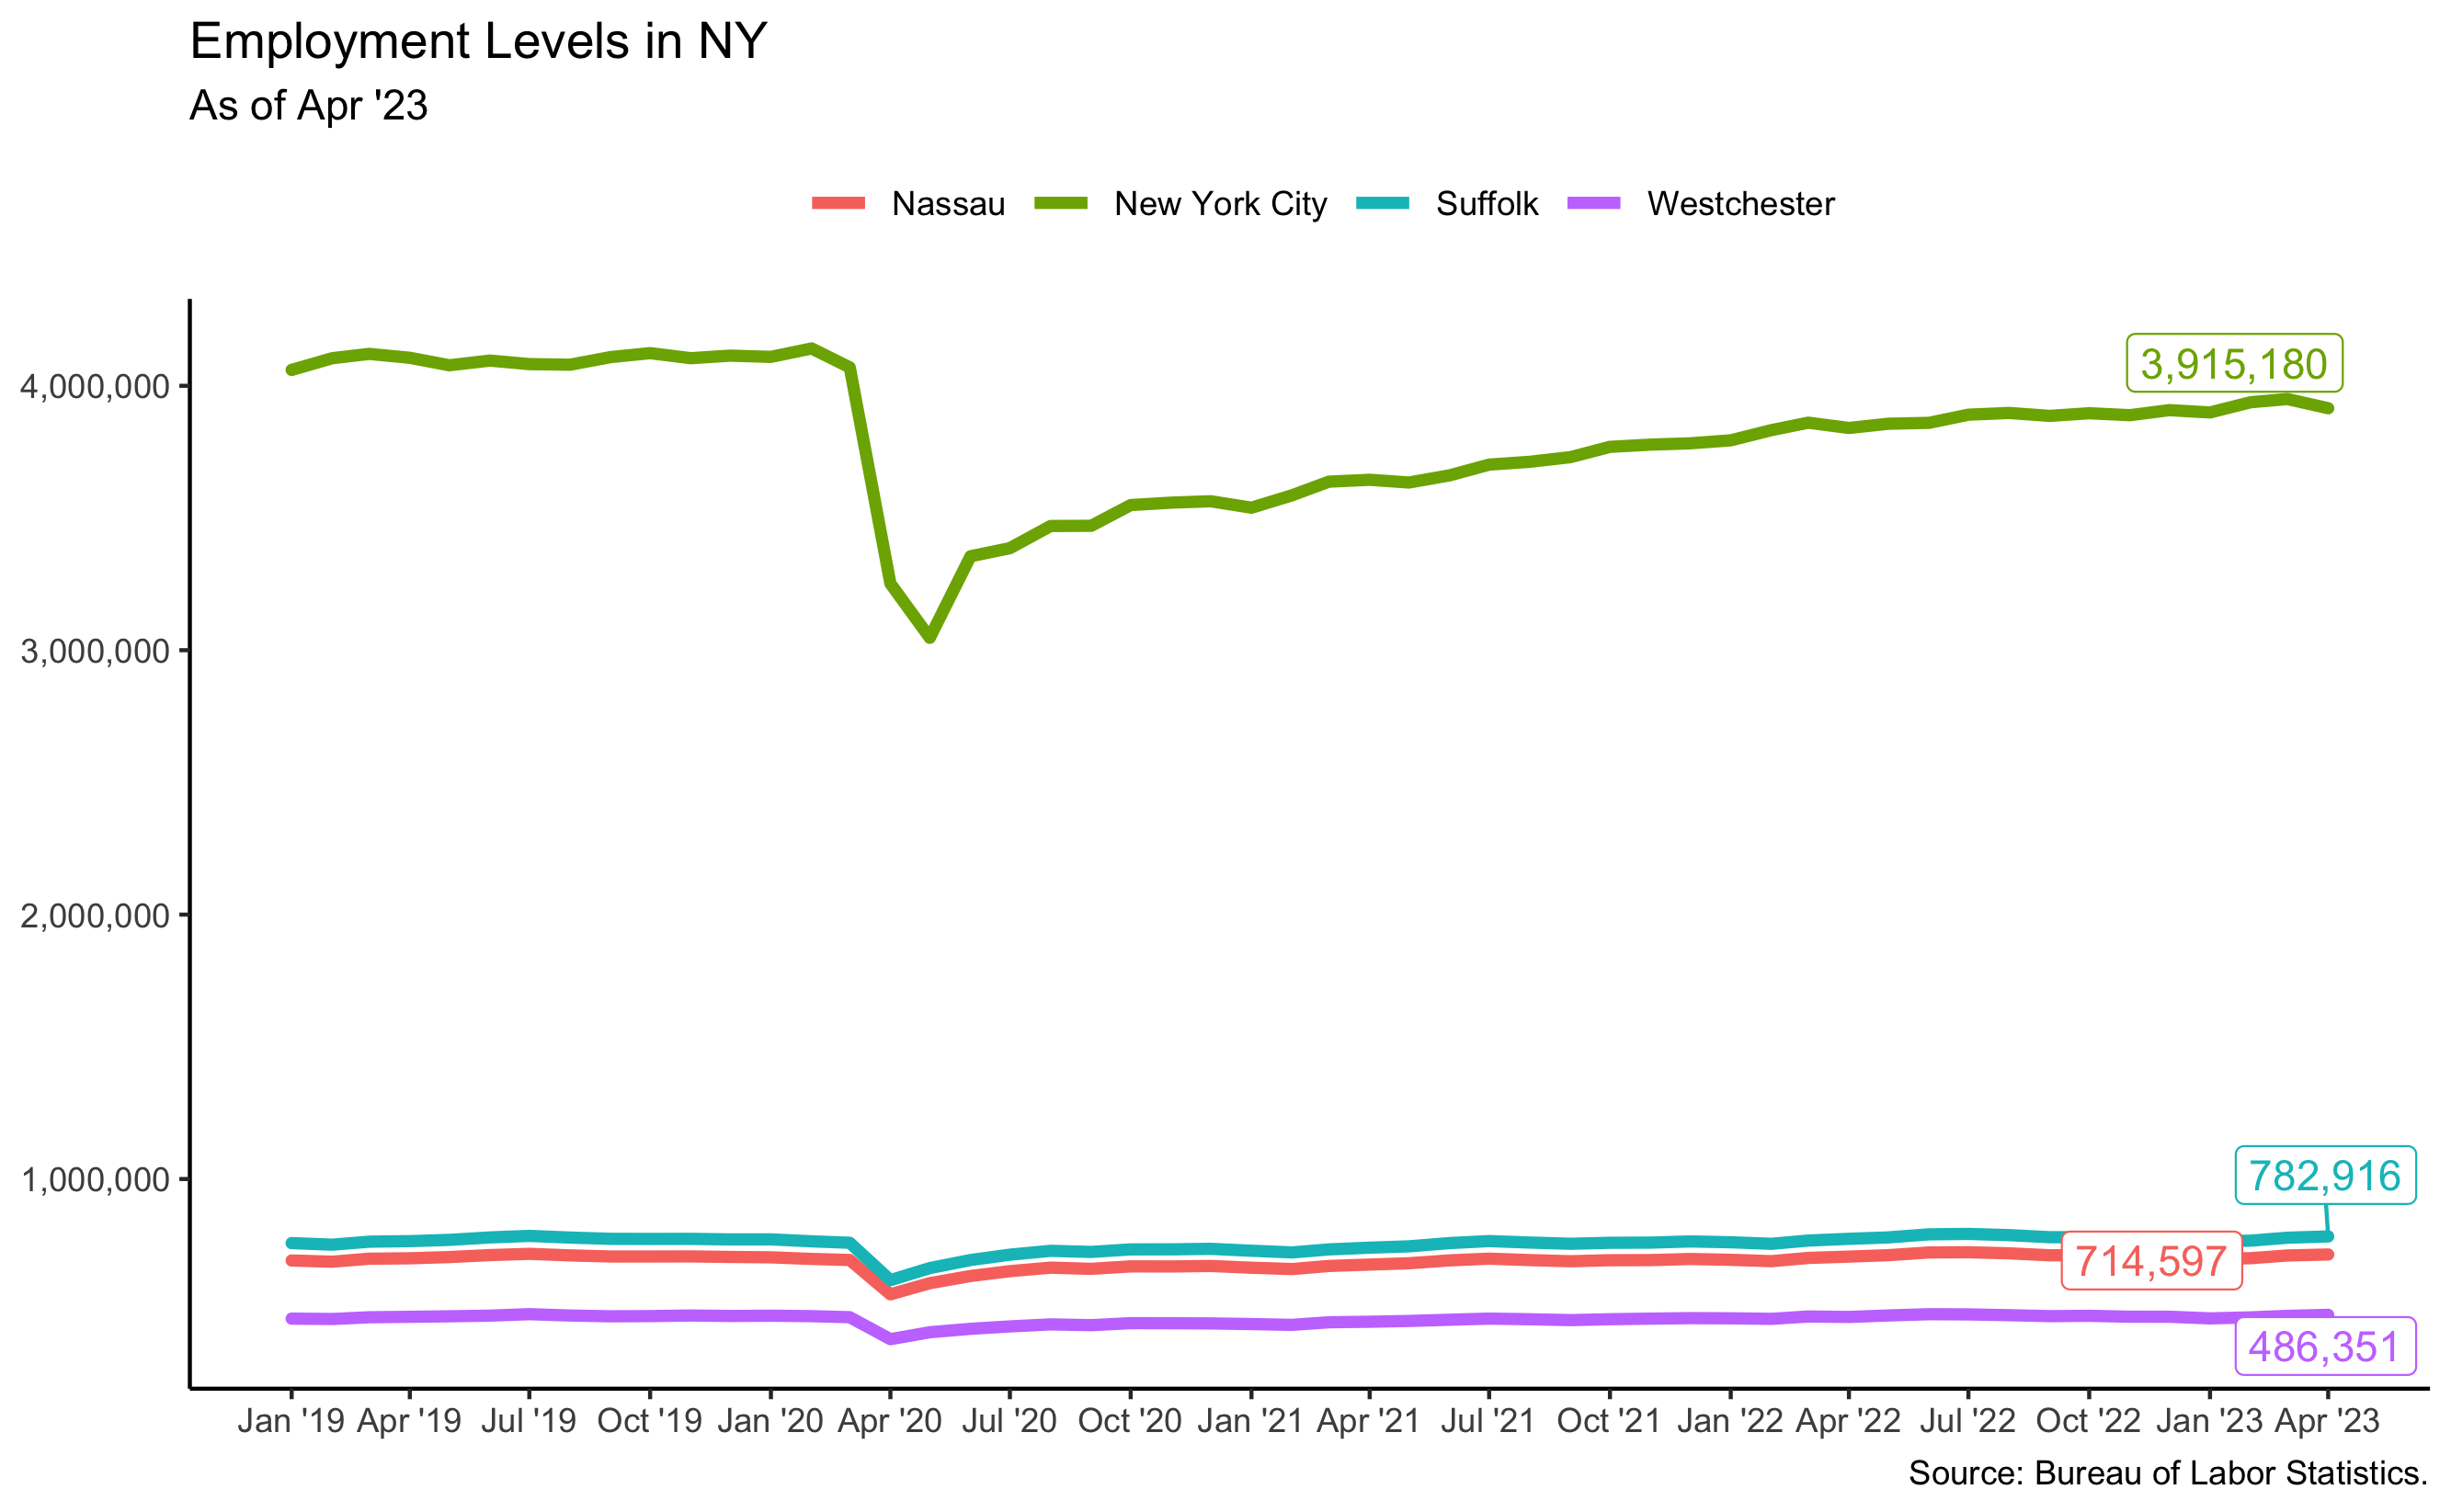 Employment Levels in NY
As of Apr '23
Nassau New York City Suffolk Westchester
4,000,000
3,000,000
2,000,000
1,000,000
3,915,180
782,916
714,597
486,351
Jan '19 Apr '19 Jul '19 Oct '19 Jan '20 Apr '20 Jul '20 Oct '20 Jan '21 Apr '21 Jul '21 Oct '21 Jan '22 Apr '22 Jul '22 Oct '22 Jan '23 Apr '23
Source: Bureau of Labor Statistics.